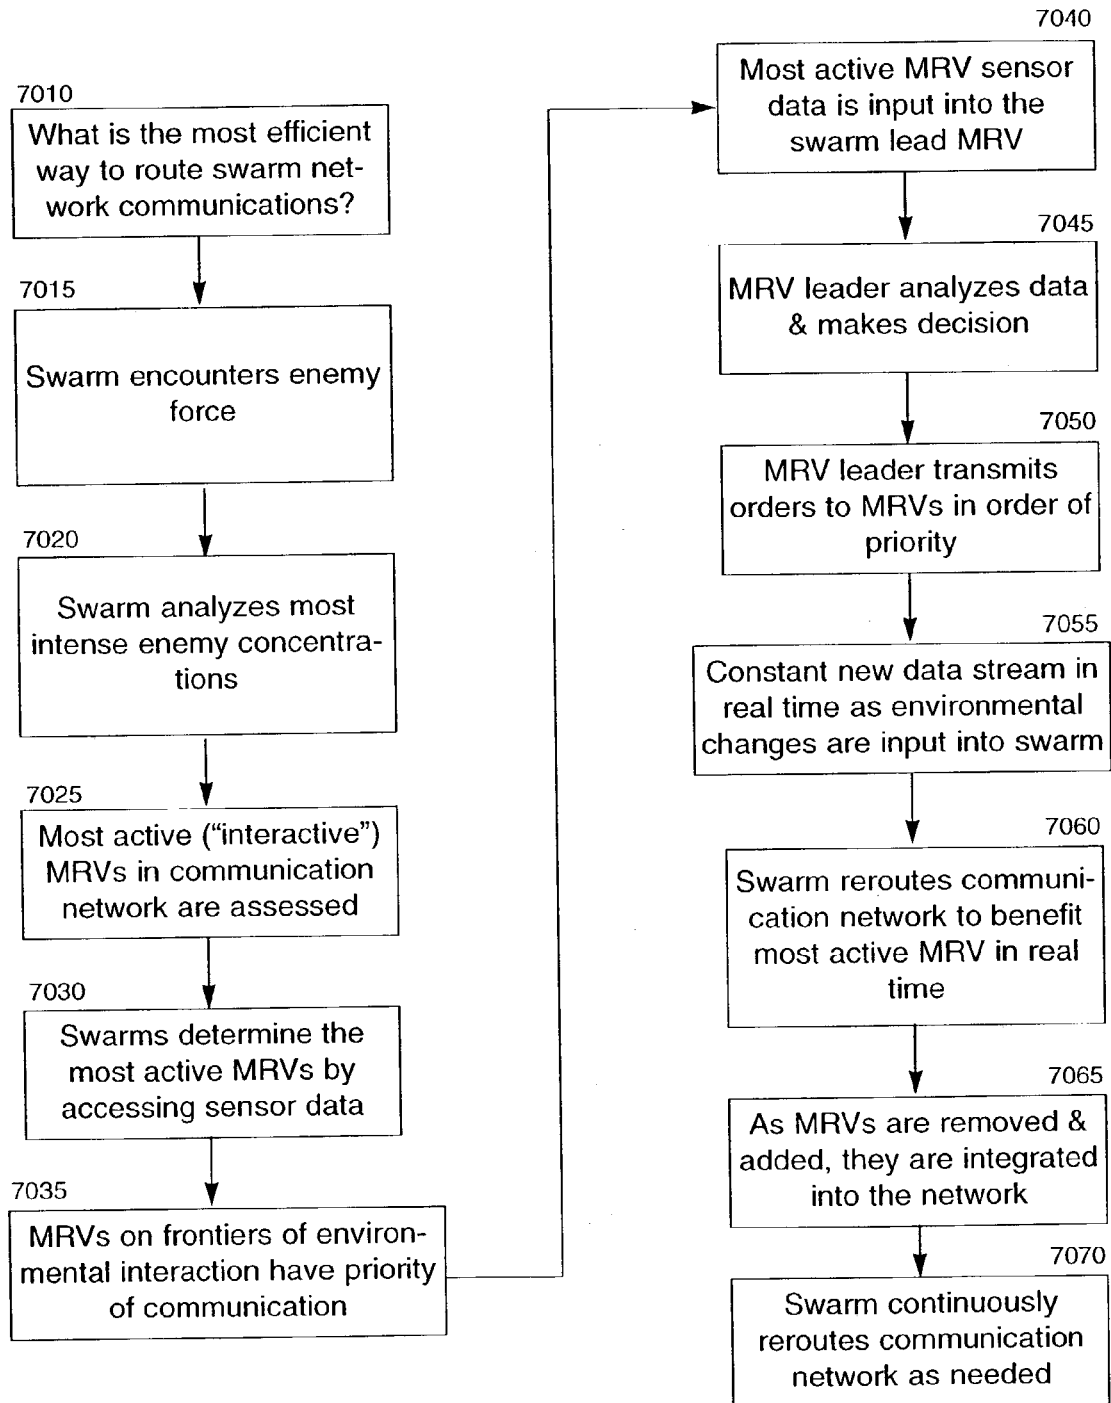 7010
What is the most efficient
way to route swarm net-
work communications?
7015
Swarm encounters enemy
force
7020
Swarm analyzes most
intense enemy concentra-
tions
7025
Most active (“interactive”)
MRVs in communication
network are assessed
7030
Swarms determine the
most active MRVs by
accessing sensor data
7035
MRVs on frontiers of environ-
mental interaction have priority
of communication
7040
Most active MRV sensor
data is input into the
swarm lead MRV
7045
MRV leader analyzes data
& makes decision
7050
MRV leader transmits
orders to MRVs in order of
priority
7055
Constant new data stream in
real time as environmental
changes are input into swarm
7060
Swarm reroutes communi-
cation network to benefit
most active MRV in real
time
7065
As MRVs are removed &
added, they are integrated
into the network
7070
Swarm continuously
reroutes communication
network as needed